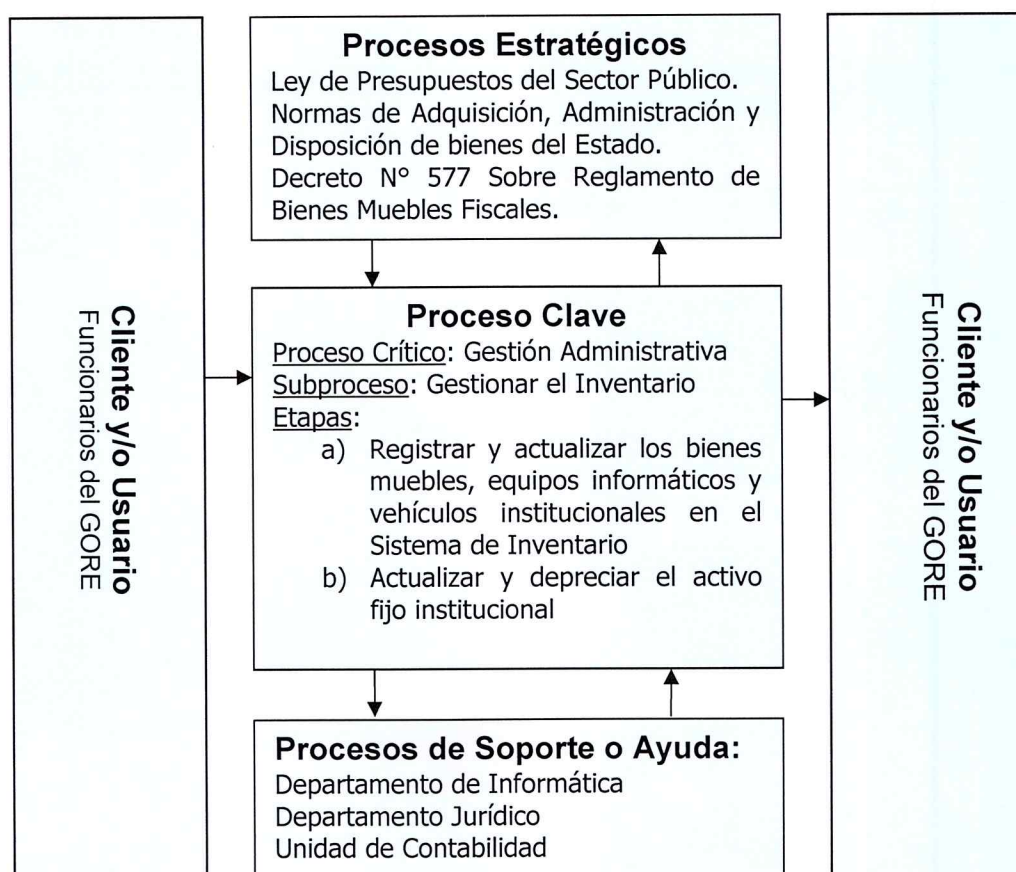 Cliente y/o Usuario
Funcionarios del GORE
Procesos Estratégicos
Ley de Presupuestos del Sector Público.
Normas de Adquisición, Administración y
Disposición de bienes del Estado.
Decreto N° 577 Sobre Reglamento de
Bienes Muebles Fiscales.
Proceso Clave
Proceso Crítico: Gestión Administrativa
Subproceso: Gestionar el Inventario
Etapas:
a) Registrar y actualizar los bienes
muebles, equipos informáticos y
vehículos institucionales en el
Sistema de Inventario
b) Actualizar y depreciar el activo
fijo institucional
Procesos de Soporte o Ayuda:
Departamento de Informática
Departamento Jurídico
Unidad de Contabilidad
Cliente y/o Usuario
Funcionarios del GORE